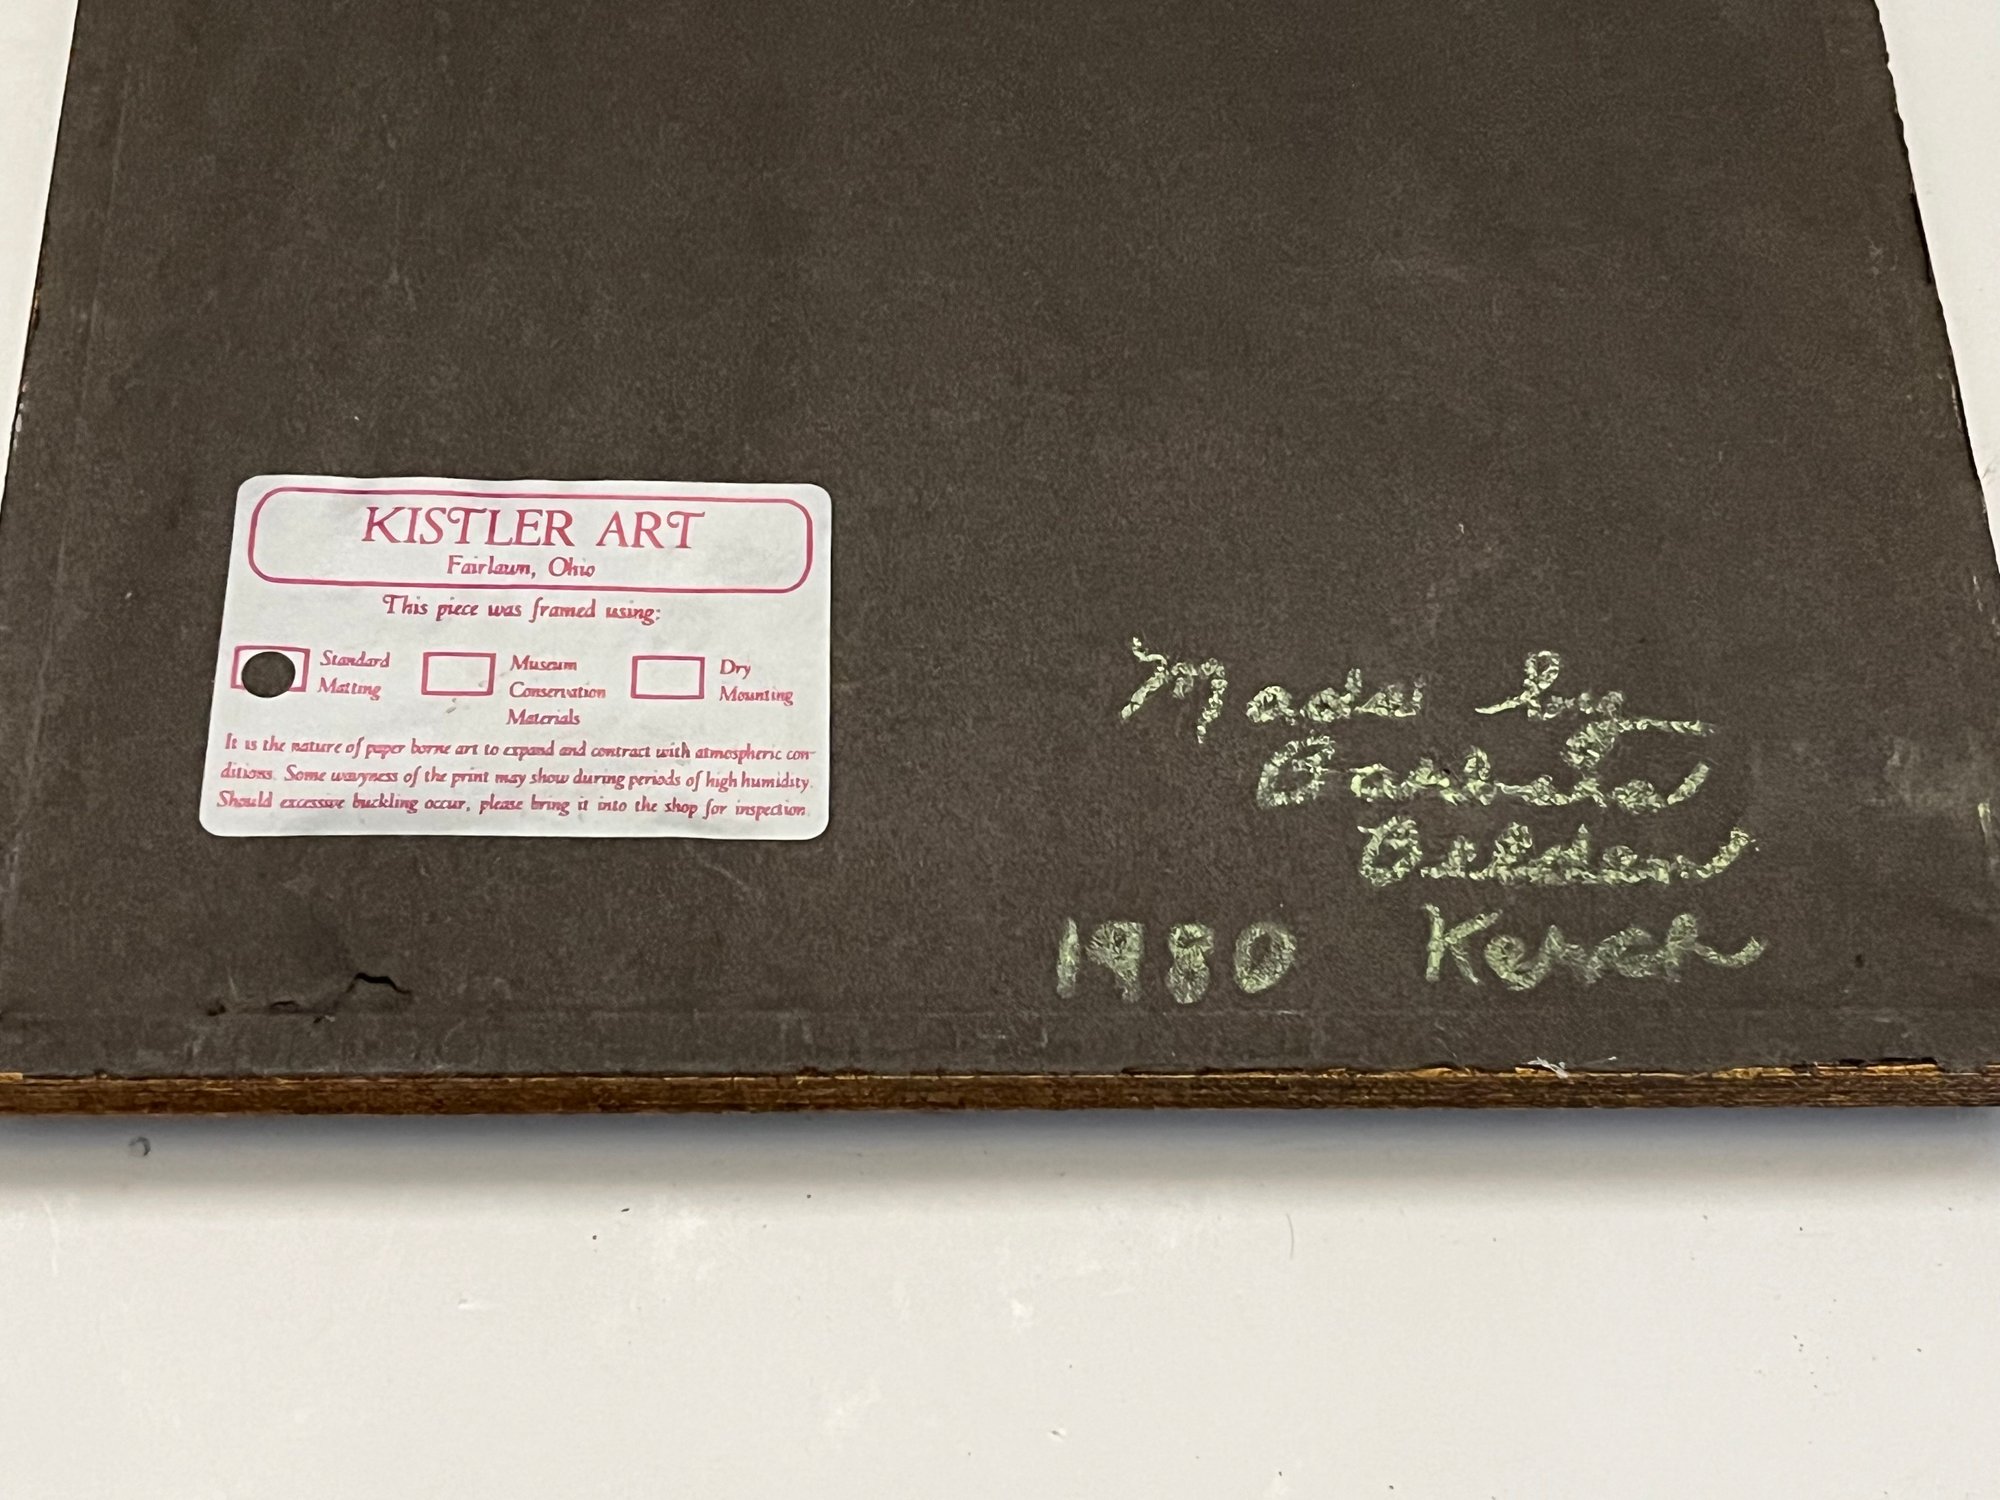 KISTLER ART
Fairlawn, Ohio
This piece was framed using:
Standard Matting
Museum Conservation Materials
Dry Mounting
It is the nature of paper borne art to expand and contract with atmospheric con-
ditions. Some wavyness of the print may show during periods of high humidity.
Should excessive buckling occur, please bring it into the shop for inspection.
Made by
Barbara
Belden
1980 Kerch